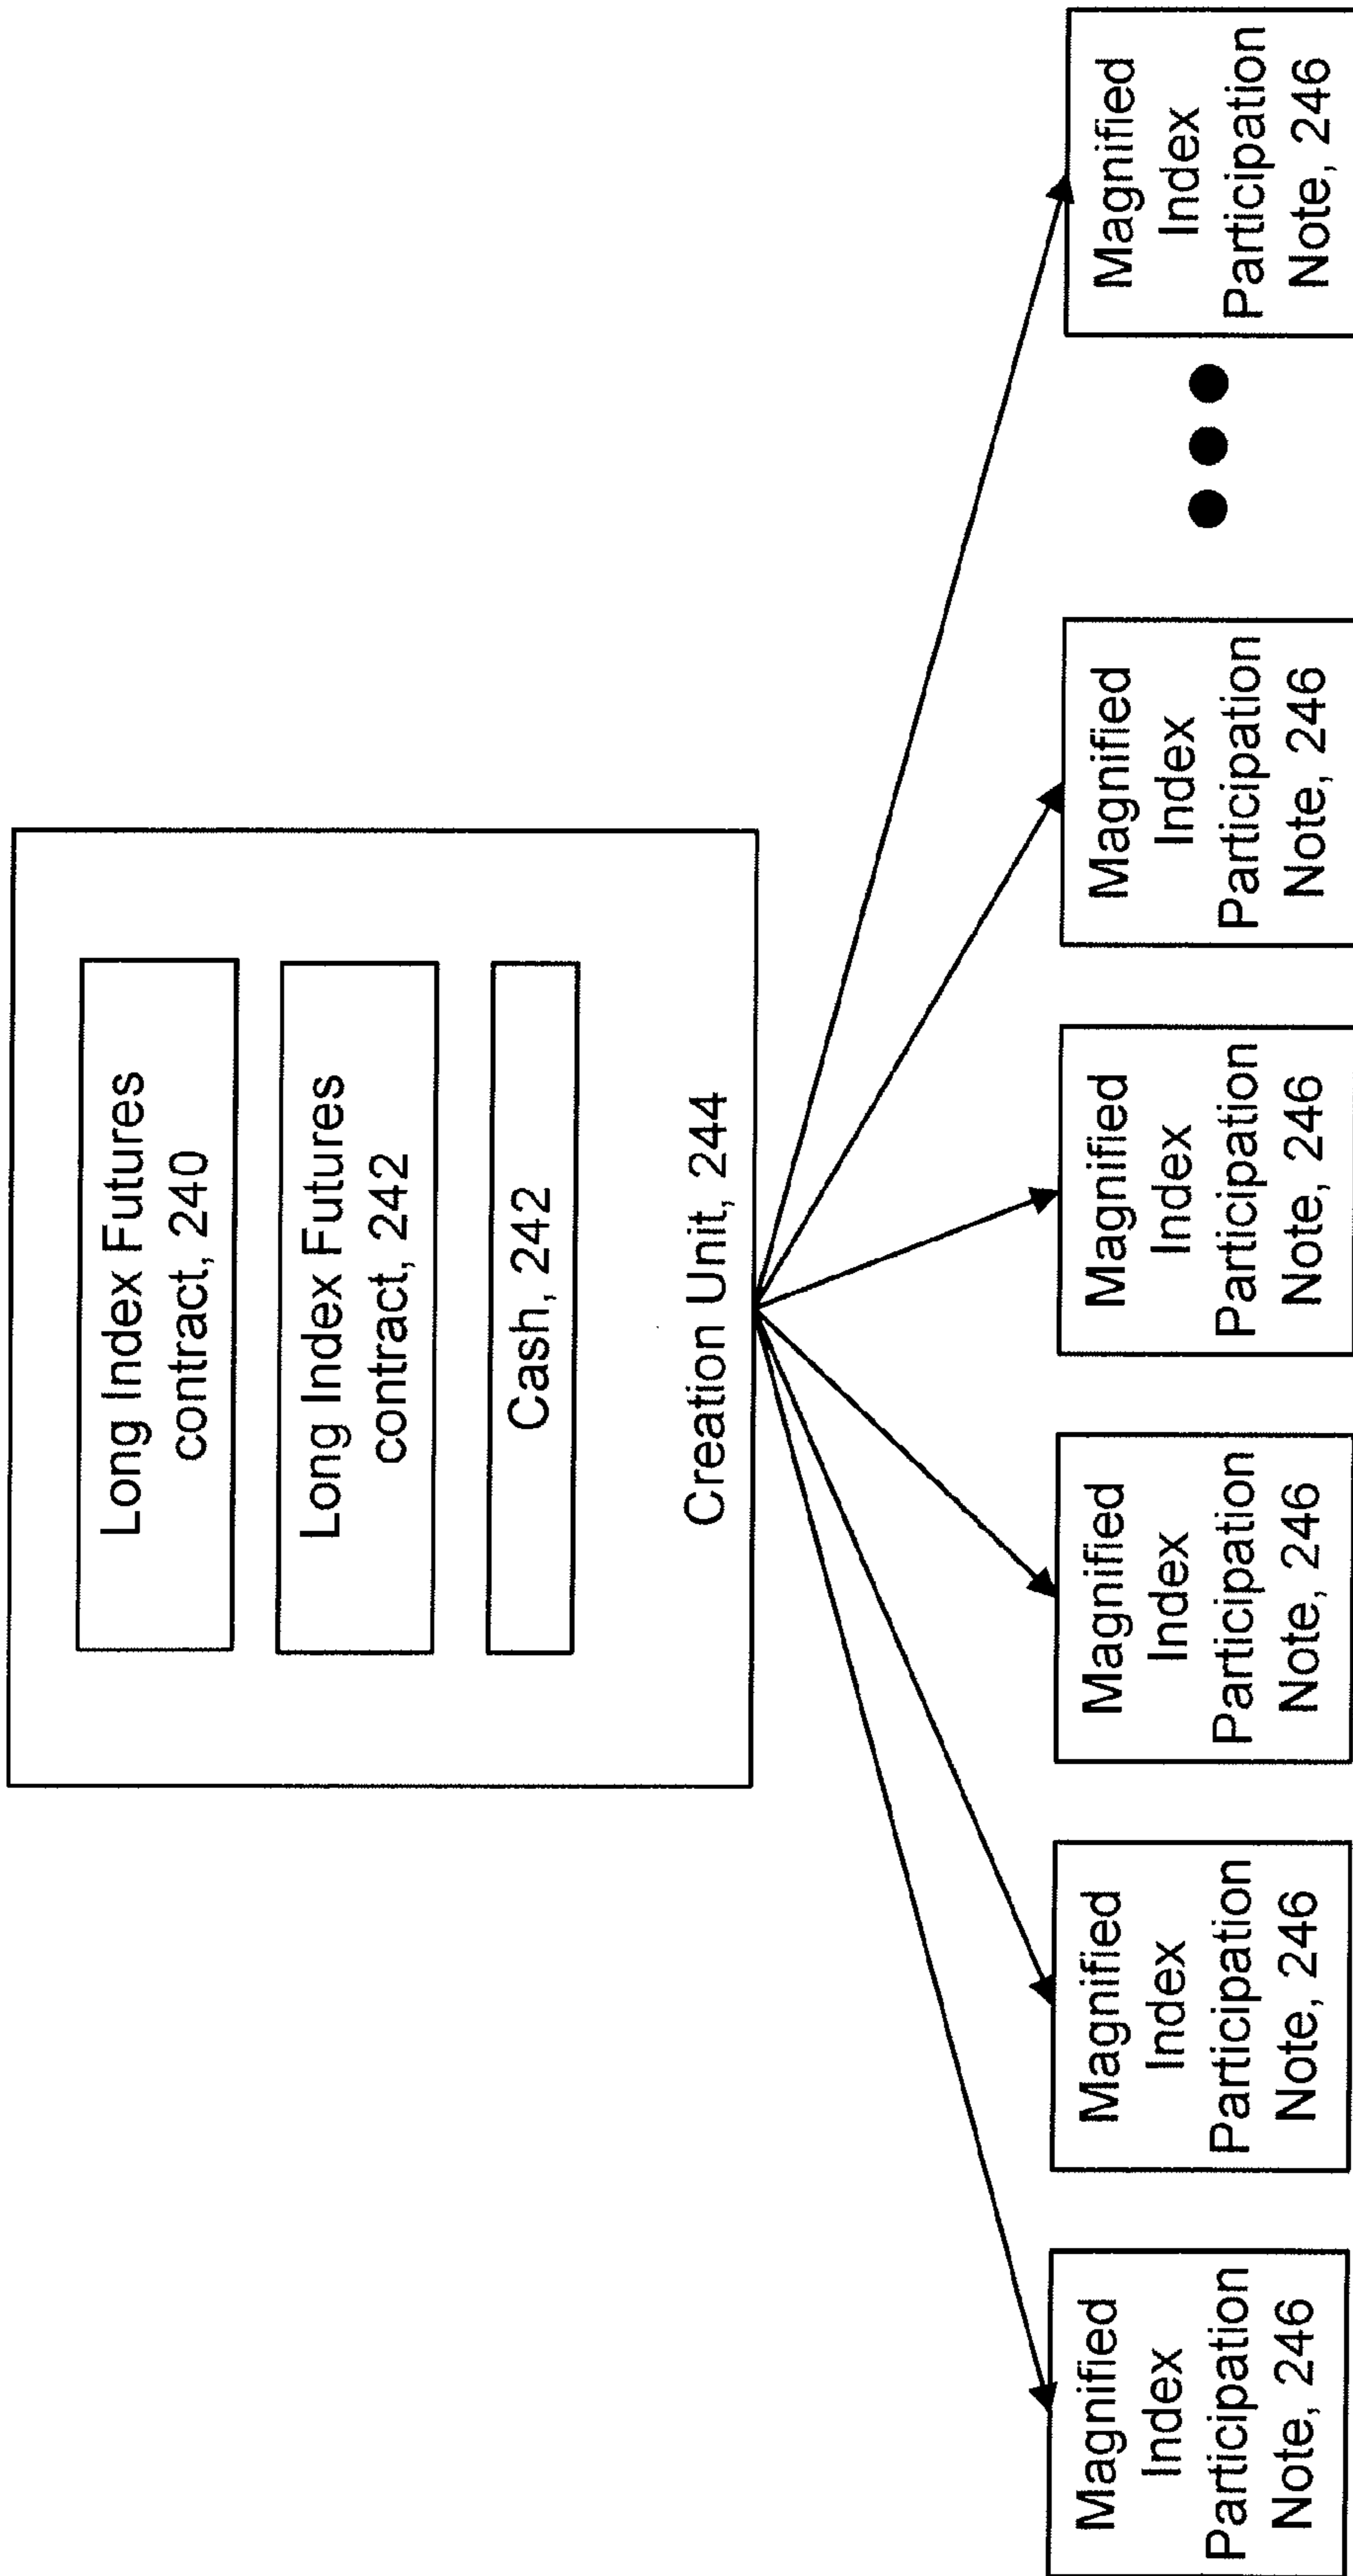 Long Index Futures
contract, 240
Long Index Futures
contract, 242
Cash, 242
Creation Unit, 244
Magnified
Index
Participation
Note, 246
Magnified
Index
Participation
Note, 246
Magnified
Index
Participation
Note, 246
Magnified
Index
Participation
Note, 246
Magnified
Index
Participation
Note, 246
Magnified
Index
Participation
Note, 246